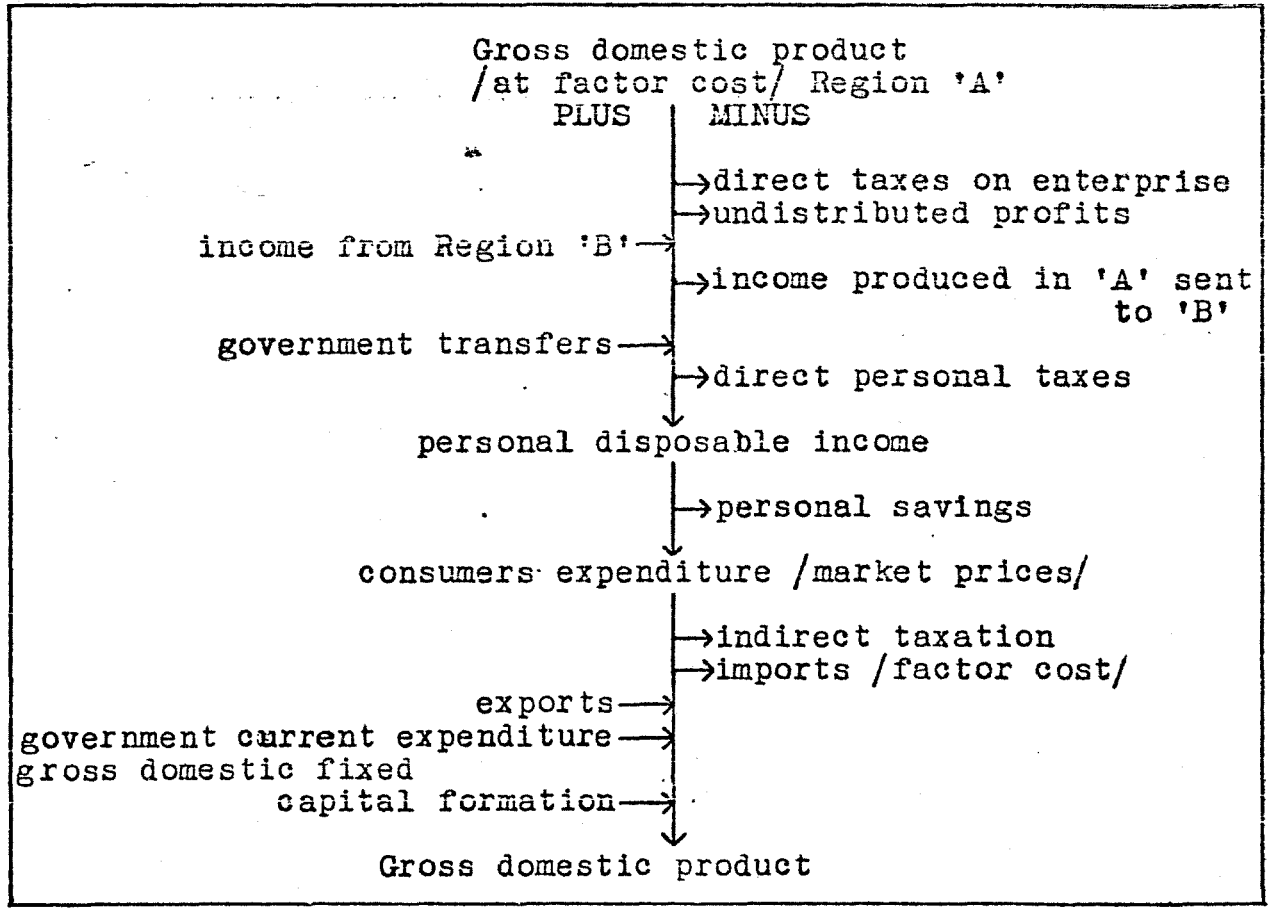 Gross domestic product
/at factor cost/ Region 'A'
PLUS MINUS
direct taxes on enterprise
undistributed profits
income from Region 'B'
income produced in 'A' sent
to 'B'
government transfers
direct personal taxes
personal disposable income
personal savings
consumers expenditure /market prices/
indirect taxation
imports /factor cost/
exports
government current expenditure
gross domestic fixed
capital formation
Gross domestic product